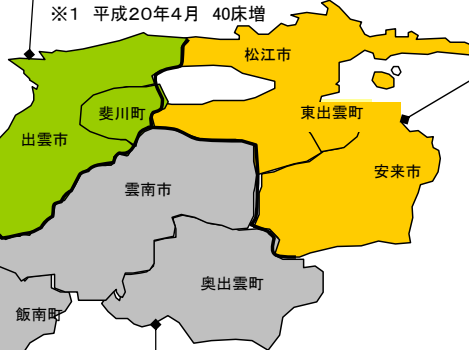 ※1 平成20年4月 40床増
松江市
斐川町
東出雲町
出雲市
安来市
雲南市
奥出雲町
飯南町